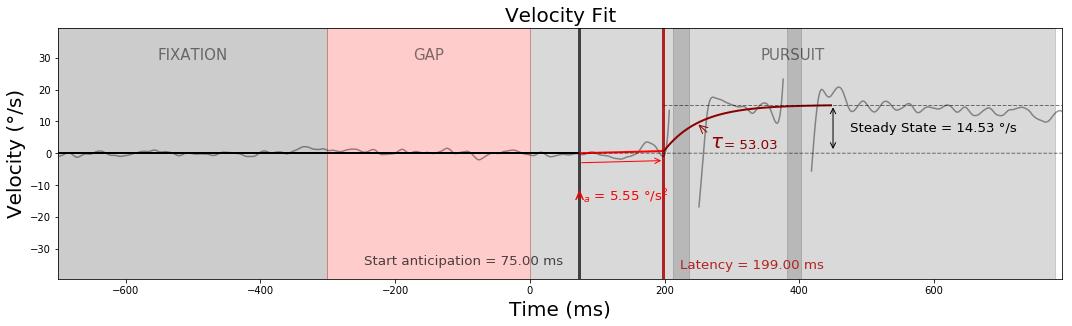 Velocity Fit
FIXATION
GAP
PURSUIT
Velocity (°/s)
30
20
10
0
−10
−20
−30
Steady State = 14.53 °/s
τ = 53.03
A_a = 5.55 °/s²
Start anticipation = 75.00 ms
Latency = 199.00 ms
−600
−400
−200
0
200
400
600
Time (ms)